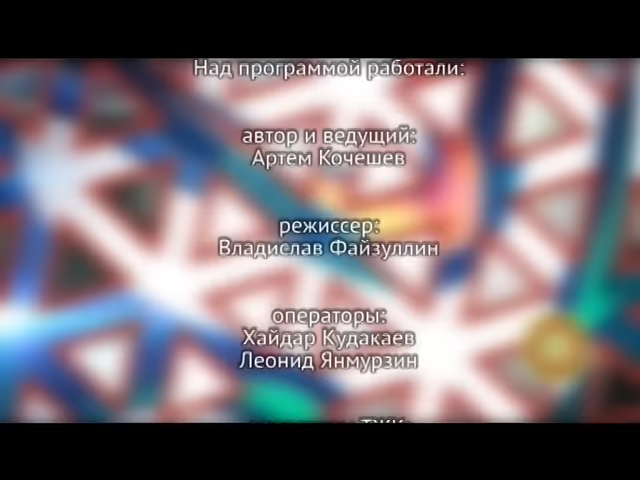 Над программой работали:
автор и ведущий:
Артем Кочешев
режиссер:
Владислав Файзуллин
операторы:
Хайдар Кудакаев
Леонид Янмурзин